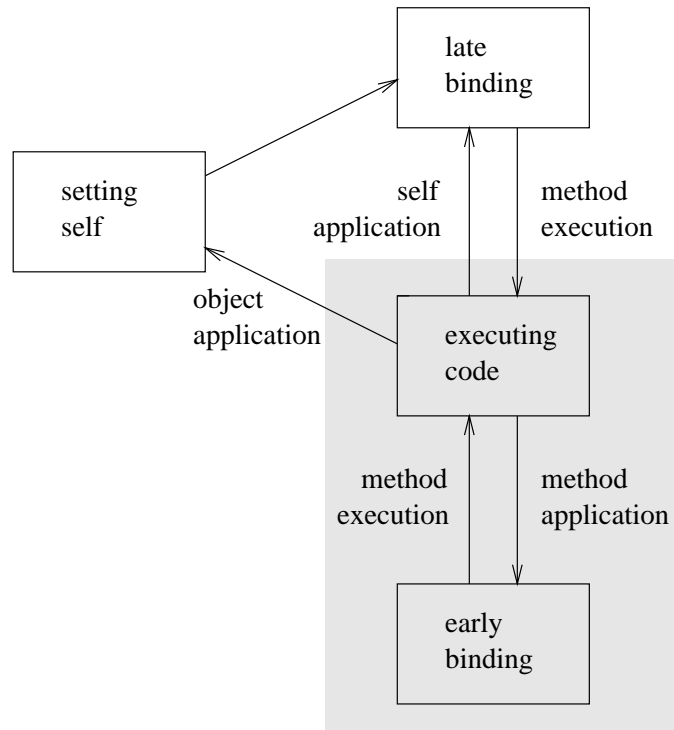 late
binding
setting
self
self
application
method
execution
object
application
executing
code
method
execution
method
application
early
binding